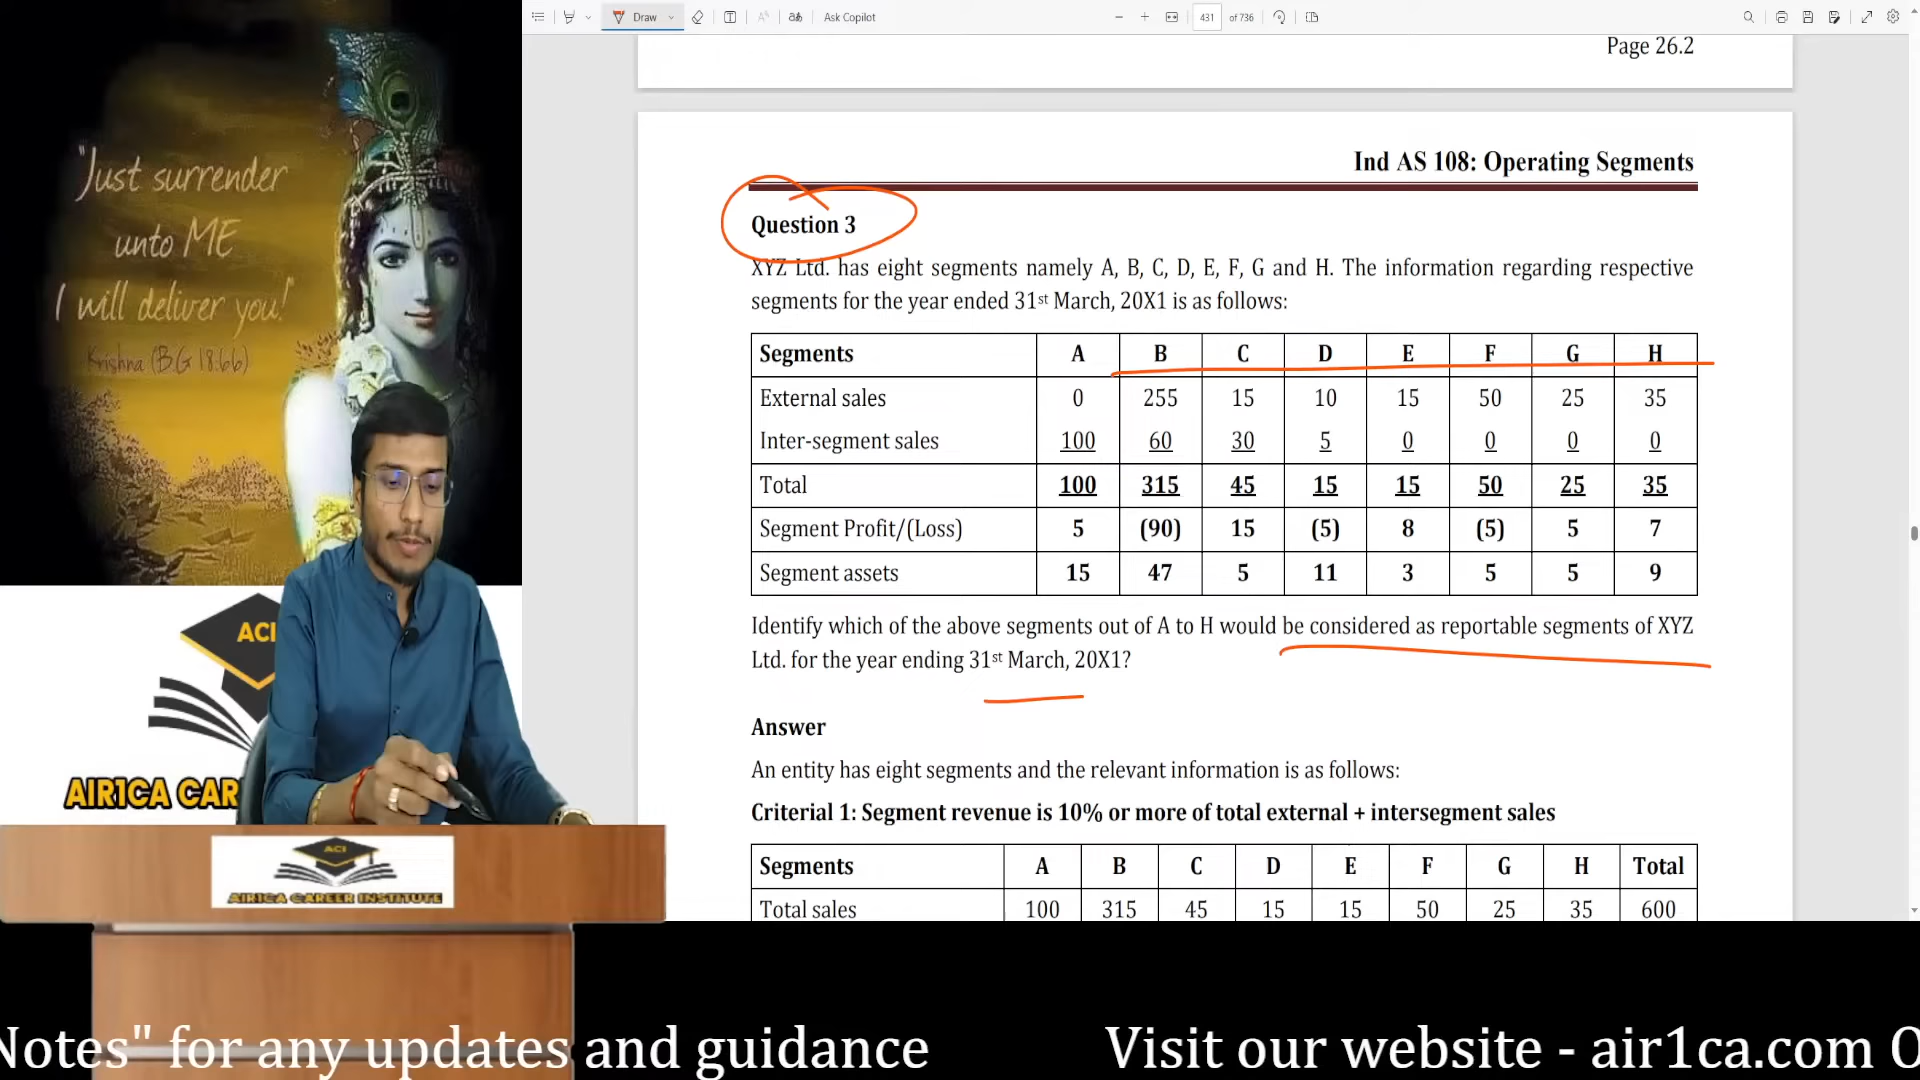 Draw
Ask Copilot
431 of 736
Page 26.2
"Just surrender
unto ME
I will deliver you!"
Krishna (B.G 18.66)
Ind AS 108: Operating Segments
Question 3
XYZ Ltd. has eight segments namely A, B, C, D, E, F, G and H. The information regarding respective
segments for the year ended 31st March, 20X1 is as follows:
Segments A B C D E F G H
External sales 0 255 15 10 15 50 25 35
Inter-segment sales 100 60 30 5 0 0 0 0
Total 100 315 45 15 15 50 25 35
Segment Profit/(Loss) 5 (90) 15 (5) 8 (5) 5 7
Segment assets 15 47 5 11 3 5 5 9
Identify which of the above segments out of A to H would be considered as reportable segments of XYZ
Ltd. for the year ending 31st March, 20X1?
Answer
An entity has eight segments and the relevant information is as follows:
Criterial 1: Segment revenue is 10% or more of total external + intersegment sales
Segments A B C D E F G H Total
Total sales 100 315 45 15 15 50 25 35 600
ACI
AIR1CA CAR
ACI
AIR1CA CAREER INSTITUTE
Notes" for any updates and guidance Visit our website - air1ca.com